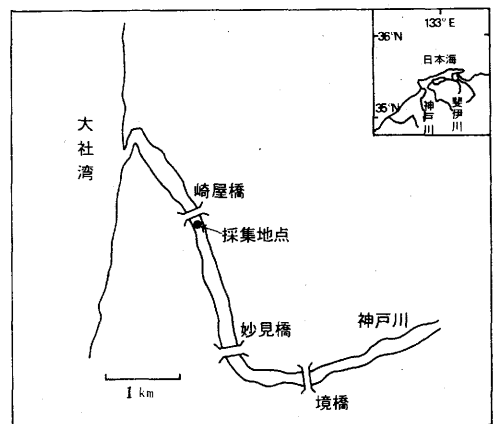 133°E
36°N
日本海
35°N
神戸川
斐伊川
大社湾
崎屋橋
採集地点
妙見橋
神戸川
境橋
1 km